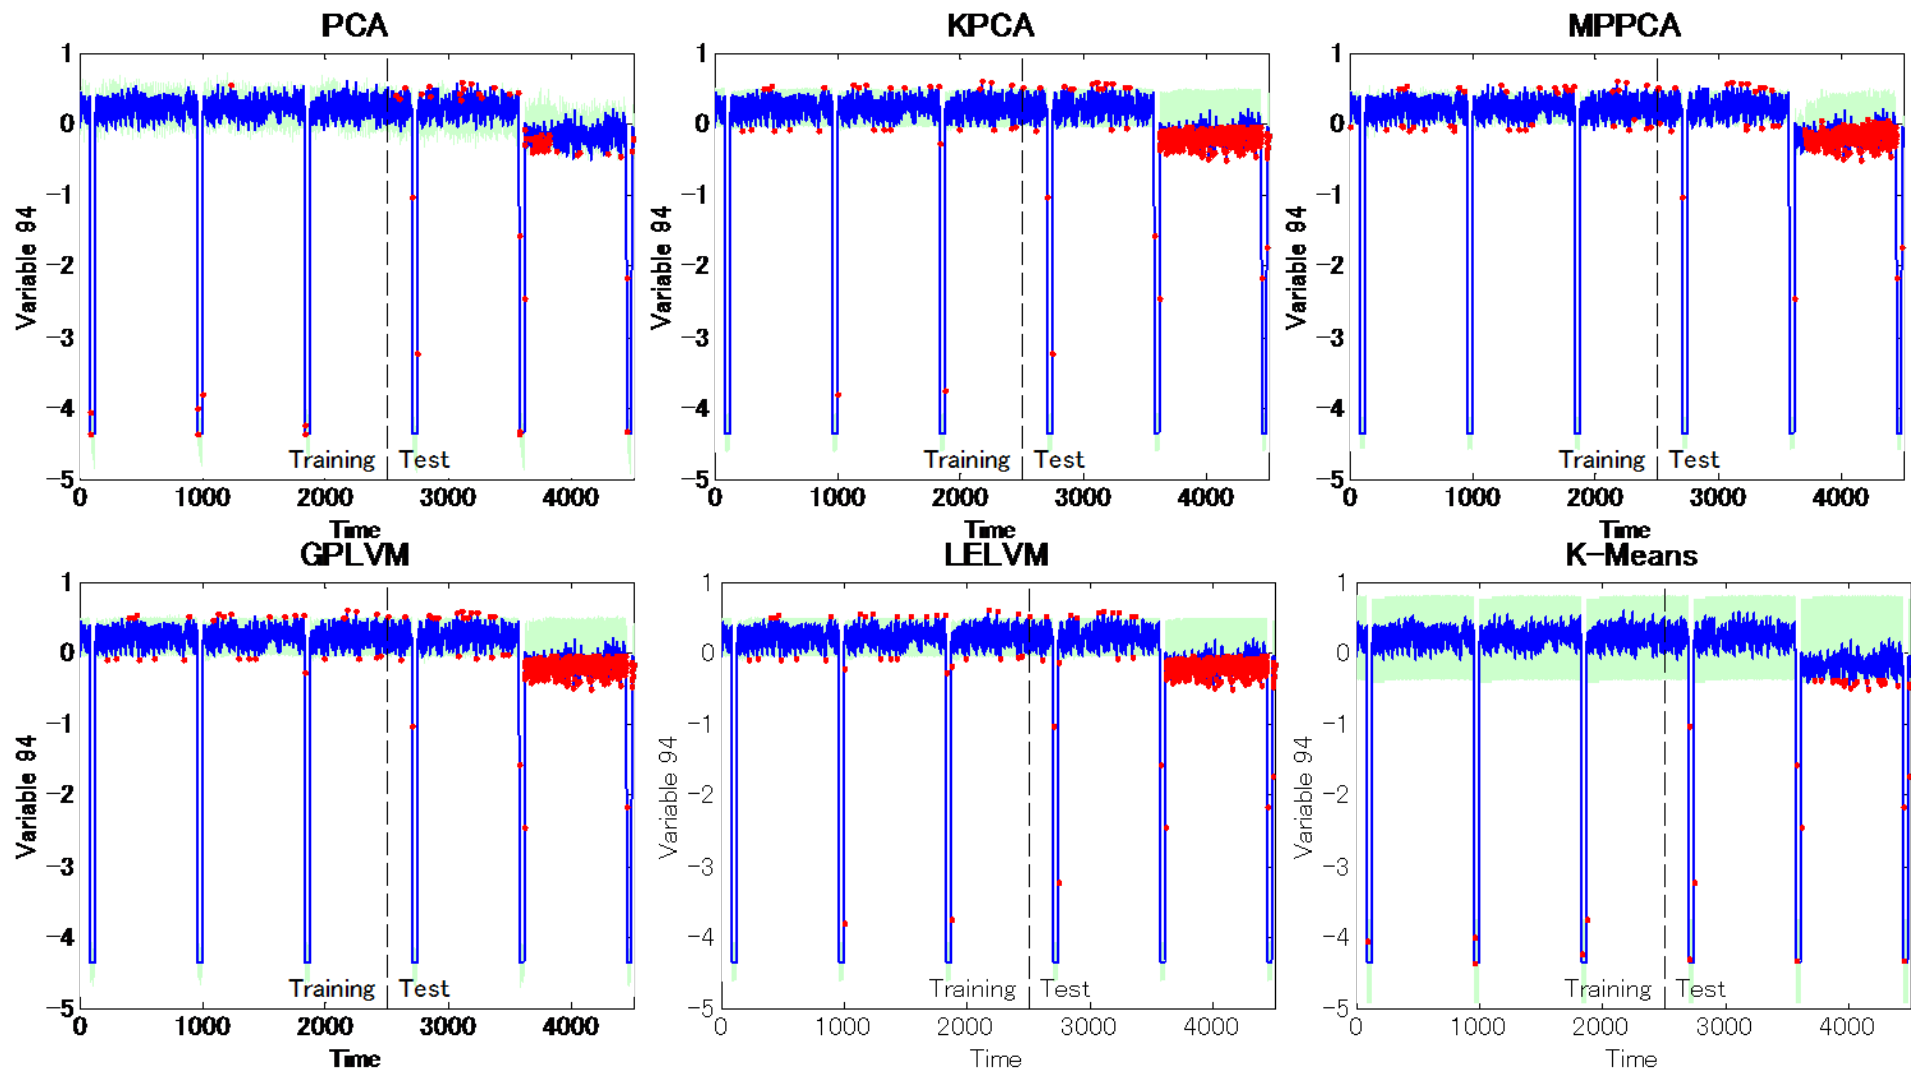 PCA
KPCA
MPPCA
1
0
−1
−2
−3
−4
−5
Variable 94
Training
Test
0
1000
2000
3000
4000
Time
1
0
−1
−2
−3
−4
−5
Variable 94
Training
Test
0
1000
2000
3000
4000
Time
1
0
−1
−2
−3
−4
−5
Variable 94
Training
Test
0
1000
2000
3000
4000
Time
GPLVM
LELVM
K−Means
1
0
−1
−2
−3
−4
−5
Variable 94
Training
Test
0
1000
2000
3000
4000
Time
1
0
−1
−2
−3
−4
−5
Variable 94
Training
Test
0
1000
2000
3000
4000
Time
1
0
−1
−2
−3
−4
−5
Variable 94
Training
Test
0
1000
2000
3000
4000
Time